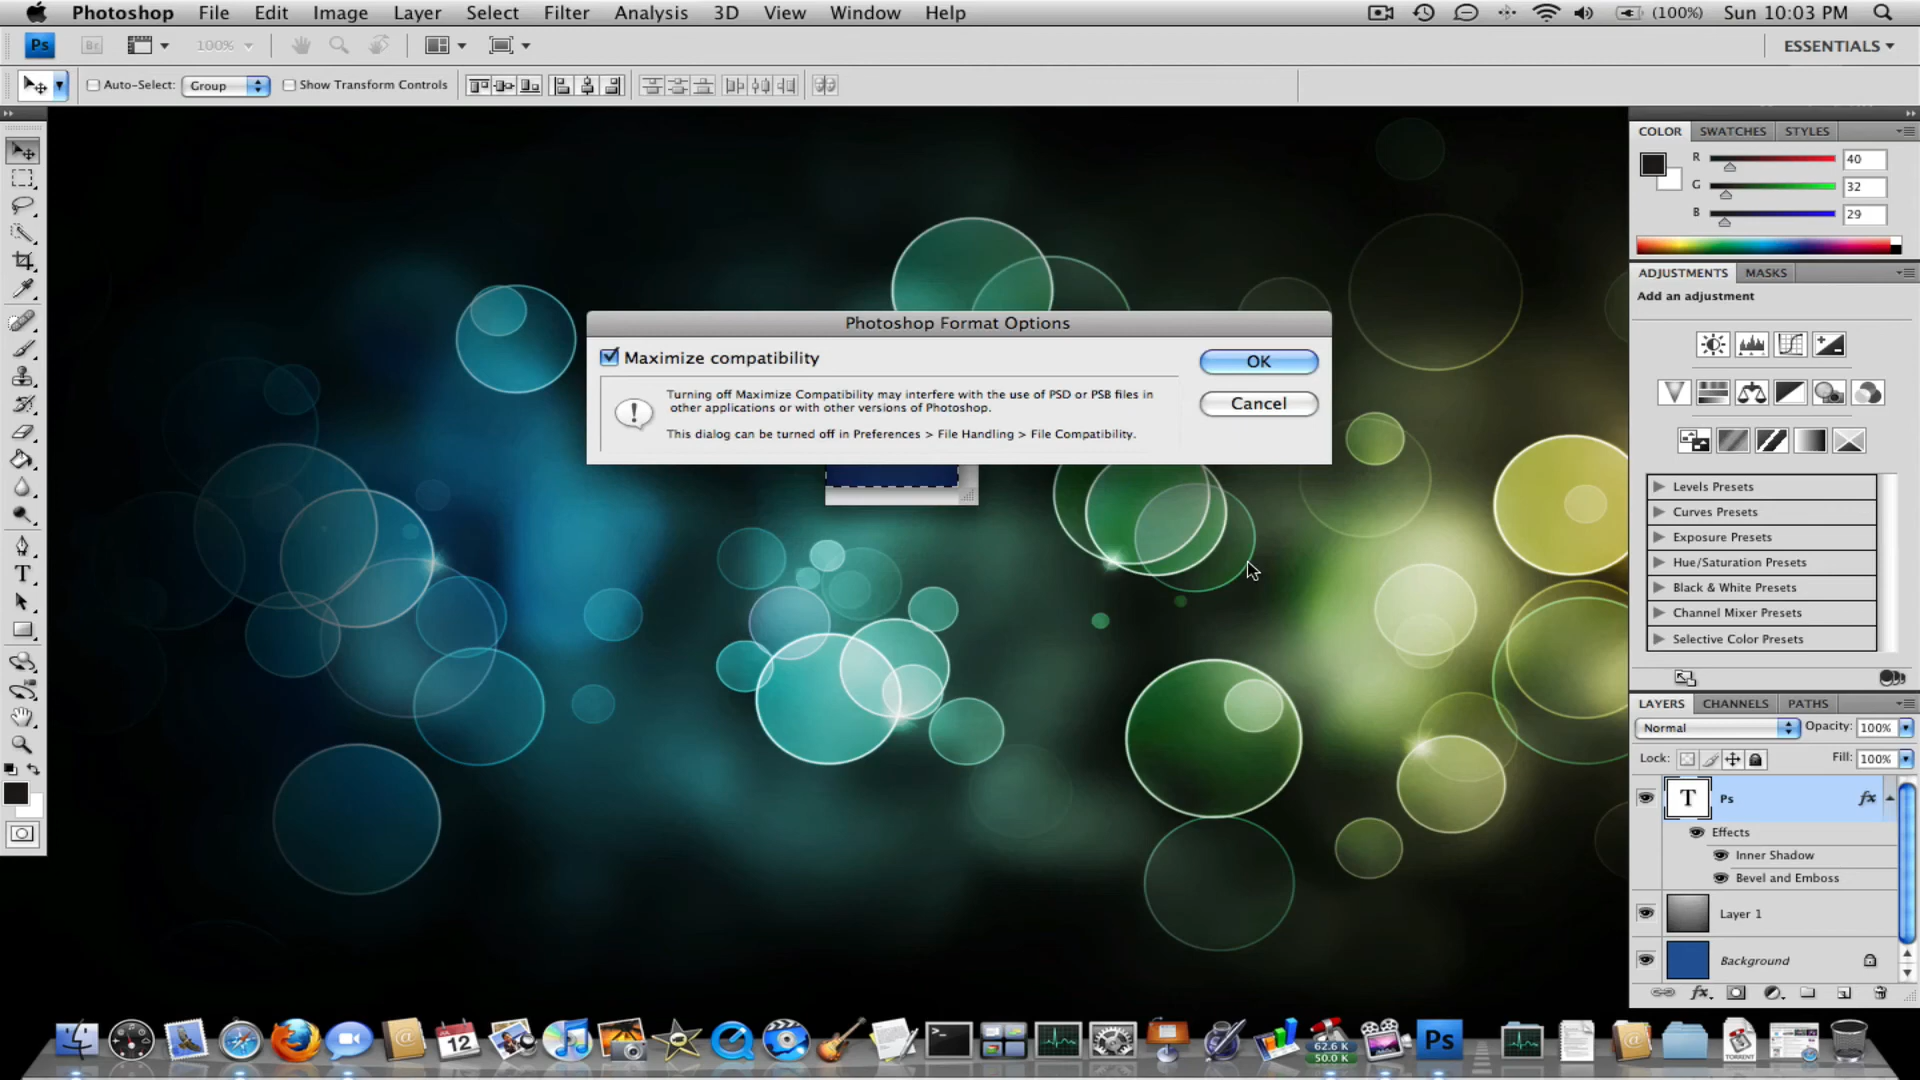 Photoshop File Edit Image Layer Select Filter Analysis 3D View Window Help (100%) Sun 10:03 PM
Ps Br 100% ESSENTIALS
Auto-Select: Group Show Transform Controls
COLOR SWATCHES STYLES
R 40
G 32
B 29
ADJUSTMENTS MASKS
Add an adjustment
Photoshop Format Options
Maximize compatibility
OK
Turning off Maximize Compatibility may interfere with the use of PSD or PSB files in
other applications or with other versions of Photoshop.
Cancel
This dialog can be turned off in Preferences > File Handling > File Compatibility.
Levels Presets
Curves Presets
Exposure Presets
Hue/Saturation Presets
Black & White Presets
Channel Mixer Presets
Selective Color Presets
LAYERS CHANNELS PATHS
Normal Opacity: 100%
Lock: Fill: 100%
T Ps fx
Effects
Inner Shadow
Bevel and Emboss
Layer 1
Background
fx
JUL
12
62.6 K
50.0 K
Ps
TORRENT